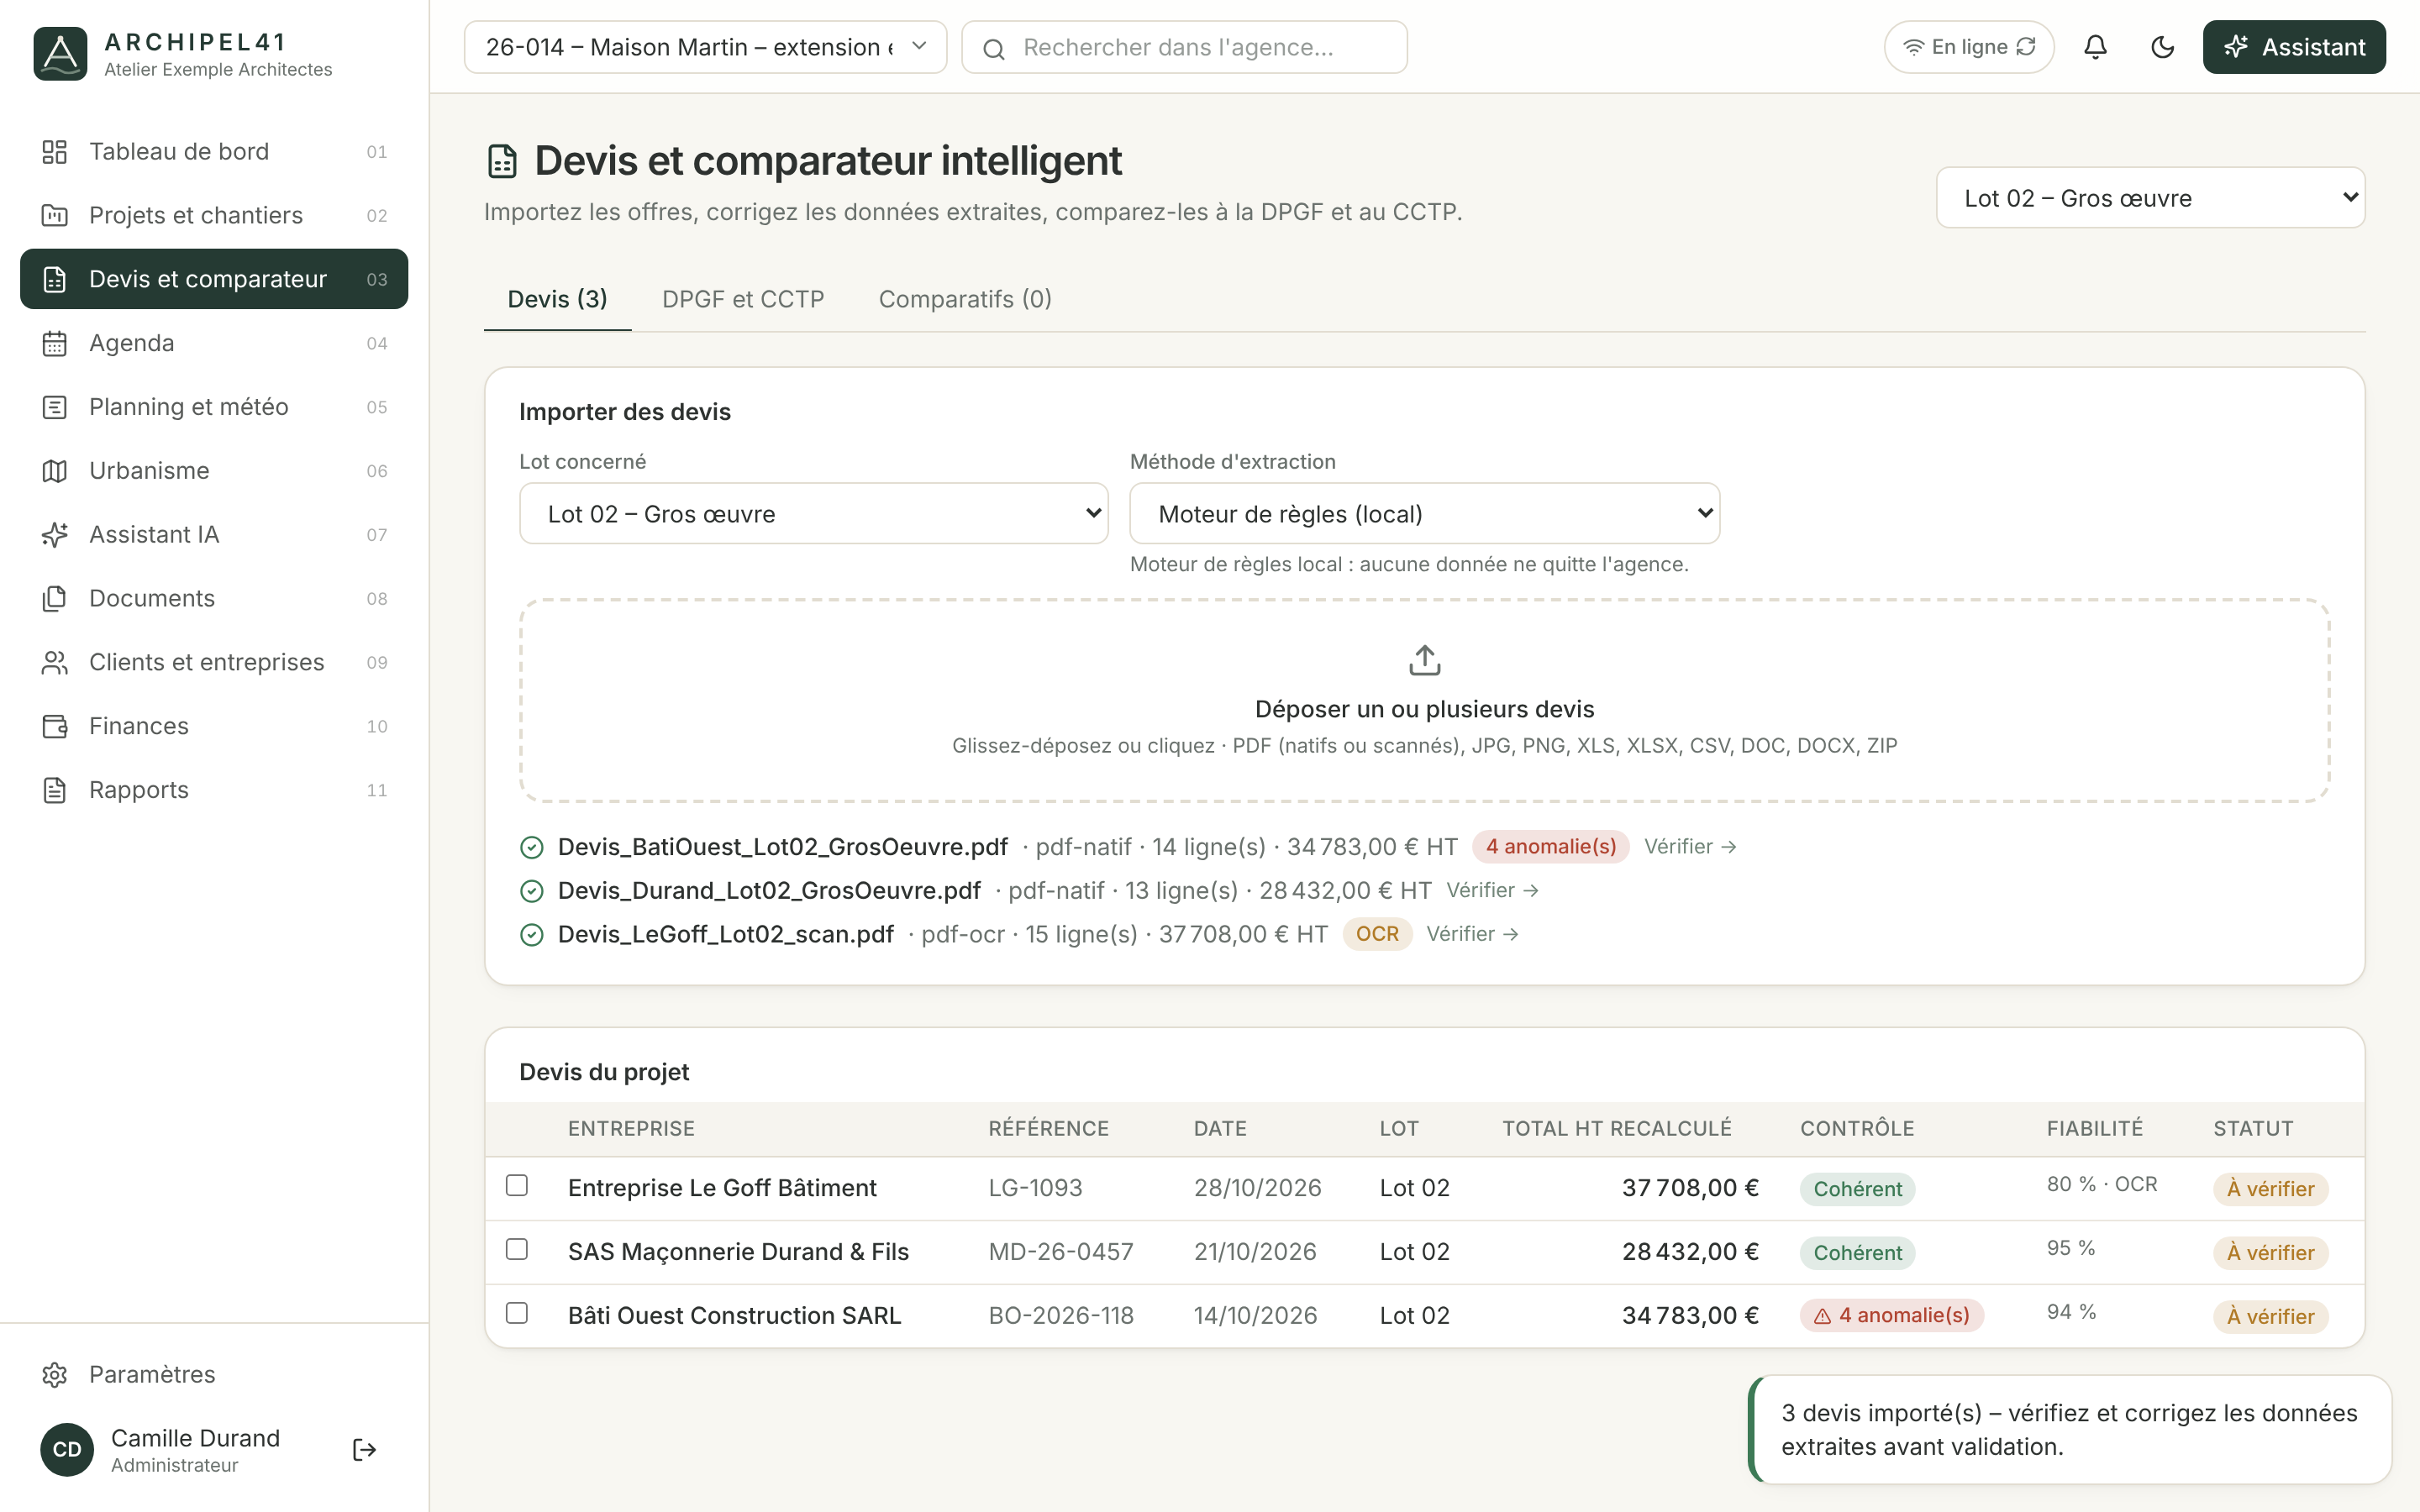 ARCHIPEL41
Atelier Exemple Architectes
Tableau de bord 01
Projets et chantiers 02
Devis et comparateur 03
Agenda 04
Planning et météo 05
Urbanisme 06
Assistant IA 07
Documents 08
Clients et entreprises 09
Finances 10
Rapports 11
Paramètres
CD
Camille Durand
Administrateur
26-014 – Maison Martin – extension
Rechercher dans l'agence...
En ligne
Assistant
Devis et comparateur intelligent
Importez les offres, corrigez les données extraites, comparez-les à la DPGF et au CCTP.
Lot 02 – Gros œuvre
Devis (3) DPGF et CCTP Comparatifs (0)
Importer des devis
Lot concerné Méthode d'extraction
Lot 02 – Gros œuvre Moteur de règles (local)
Moteur de règles local : aucune donnée ne quitte l'agence.
Déposer un ou plusieurs devis
Glissez-déposez ou cliquez · PDF (natifs ou scannés), JPG, PNG, XLS, XLSX, CSV, DOC, DOCX, ZIP
Devis_BatiOuest_Lot02_GrosOeuvre.pdf · pdf-natif · 14 ligne(s) · 34 783,00 € HT 4 anomalie(s) Vérifier →
Devis_Durand_Lot02_GrosOeuvre.pdf · pdf-natif · 13 ligne(s) · 28 432,00 € HT Vérifier →
Devis_LeGoff_Lot02_scan.pdf · pdf-ocr · 15 ligne(s) · 37 708,00 € HT OCR Vérifier →
Devis du projet
ENTREPRISE RÉFÉRENCE DATE LOT TOTAL HT RECALCULÉ CONTRÔLE FIABILITÉ STATUT
Entreprise Le Goff Bâtiment LG-1093 28/10/2026 Lot 02 37 708,00 € Cohérent 80 % · OCR À vérifier
SAS Maçonnerie Durand & Fils MD-26-0457 21/10/2026 Lot 02 28 432,00 € Cohérent 95 % À vérifier
Bâti Ouest Construction SARL BO-2026-118 14/10/2026 Lot 02 34 783,00 € 4 anomalie(s) 94 % À vérifier
3 devis importé(s) – vérifiez et corrigez les données
extraites avant validation.